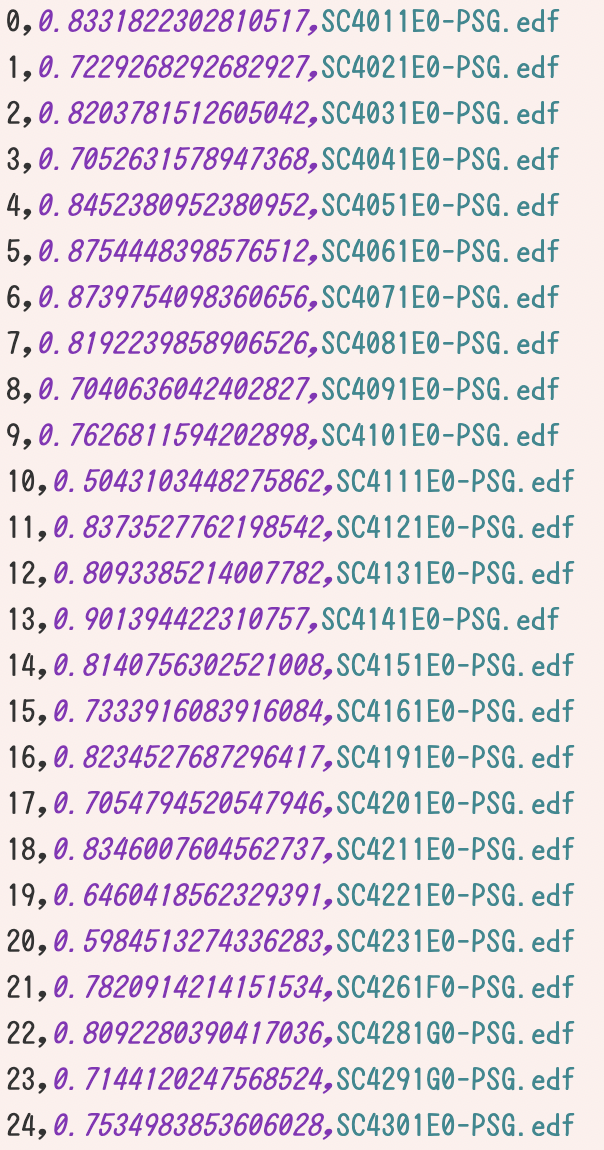 0,0.8331822302810517,SC4011E0-PSG.edf
1,0.7229268292682927,SC4021E0-PSG.edf
2,0.8203781512605042,SC4031E0-PSG.edf
3,0.7052631578947368,SC4041E0-PSG.edf
4,0.8452380952380952,SC4051E0-PSG.edf
5,0.8754448398576512,SC4061E0-PSG.edf
6,0.8739754098360656,SC4071E0-PSG.edf
7,0.8192239858906526,SC4081E0-PSG.edf
8,0.7040636042402827,SC4091E0-PSG.edf
9,0.7626811594202898,SC4101E0-PSG.edf
10,0.5043103448275862,SC4111E0-PSG.edf
11,0.8373527762198542,SC4121E0-PSG.edf
12,0.8093385214007782,SC4131E0-PSG.edf
13,0.901394422310757,SC4141E0-PSG.edf
14,0.8140756302521008,SC4151E0-PSG.edf
15,0.7333916083916084,SC4161E0-PSG.edf
16,0.8234527687296417,SC4191E0-PSG.edf
17,0.7054794520547946,SC4201E0-PSG.edf
18,0.8346007604562737,SC4211E0-PSG.edf
19,0.6460418562329391,SC4221E0-PSG.edf
20,0.5984513274336283,SC4231E0-PSG.edf
21,0.7820914214151534,SC4261F0-PSG.edf
22,0.8092280390417036,SC4281G0-PSG.edf
23,0.7144120247568524,SC4291G0-PSG.edf
24,0.7534983853606028,SC4301E0-PSG.edf